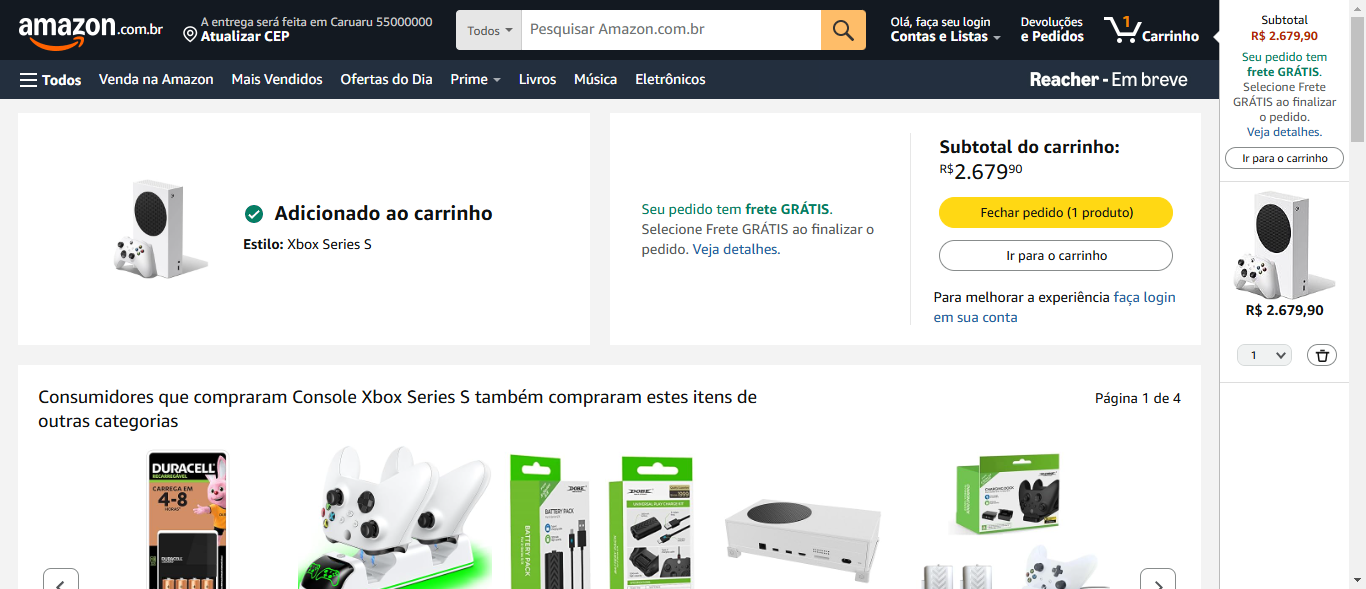 amazon.com.br
A entrega será feita em Caruaru 55000000
Atualizar CEP
Todos
Pesquisar Amazon.com.br
Olá, faça seu login
Contas e Listas
Devoluções
e Pedidos
1
Carrinho
Todos
Venda na Amazon
Mais Vendidos
Ofertas do Dia
Prime
Livros
Música
Eletrônicos
Reacher - Em breve
Adicionado ao carrinho
Estilo: Xbox Series S
Seu pedido tem frete GRÁTIS.
Selecione Frete GRÁTIS ao finalizar o
pedido. Veja detalhes.
Subtotal do carrinho:
R$2.67990
Fechar pedido (1 produto)
Ir para o carrinho
Para melhorar a experiência faça login
em sua conta
Subtotal
R$ 2.679,90
Seu pedido tem
frete GRÁTIS.
Selecione Frete
GRÁTIS ao finalizar
o pedido.
Veja detalhes.
Ir para o carrinho
R$ 2.679,90
1
Consumidores que compraram Console Xbox Series S também compraram estes itens de
outras categorias
Página 1 de 4
DURACELL
RECARREGÁVEL
CARREGA EM
4-8
HORAS
DURACELL
DOBE
BATTERY PACK
BATTERY PACK
DOBE
CHARGING DOCK